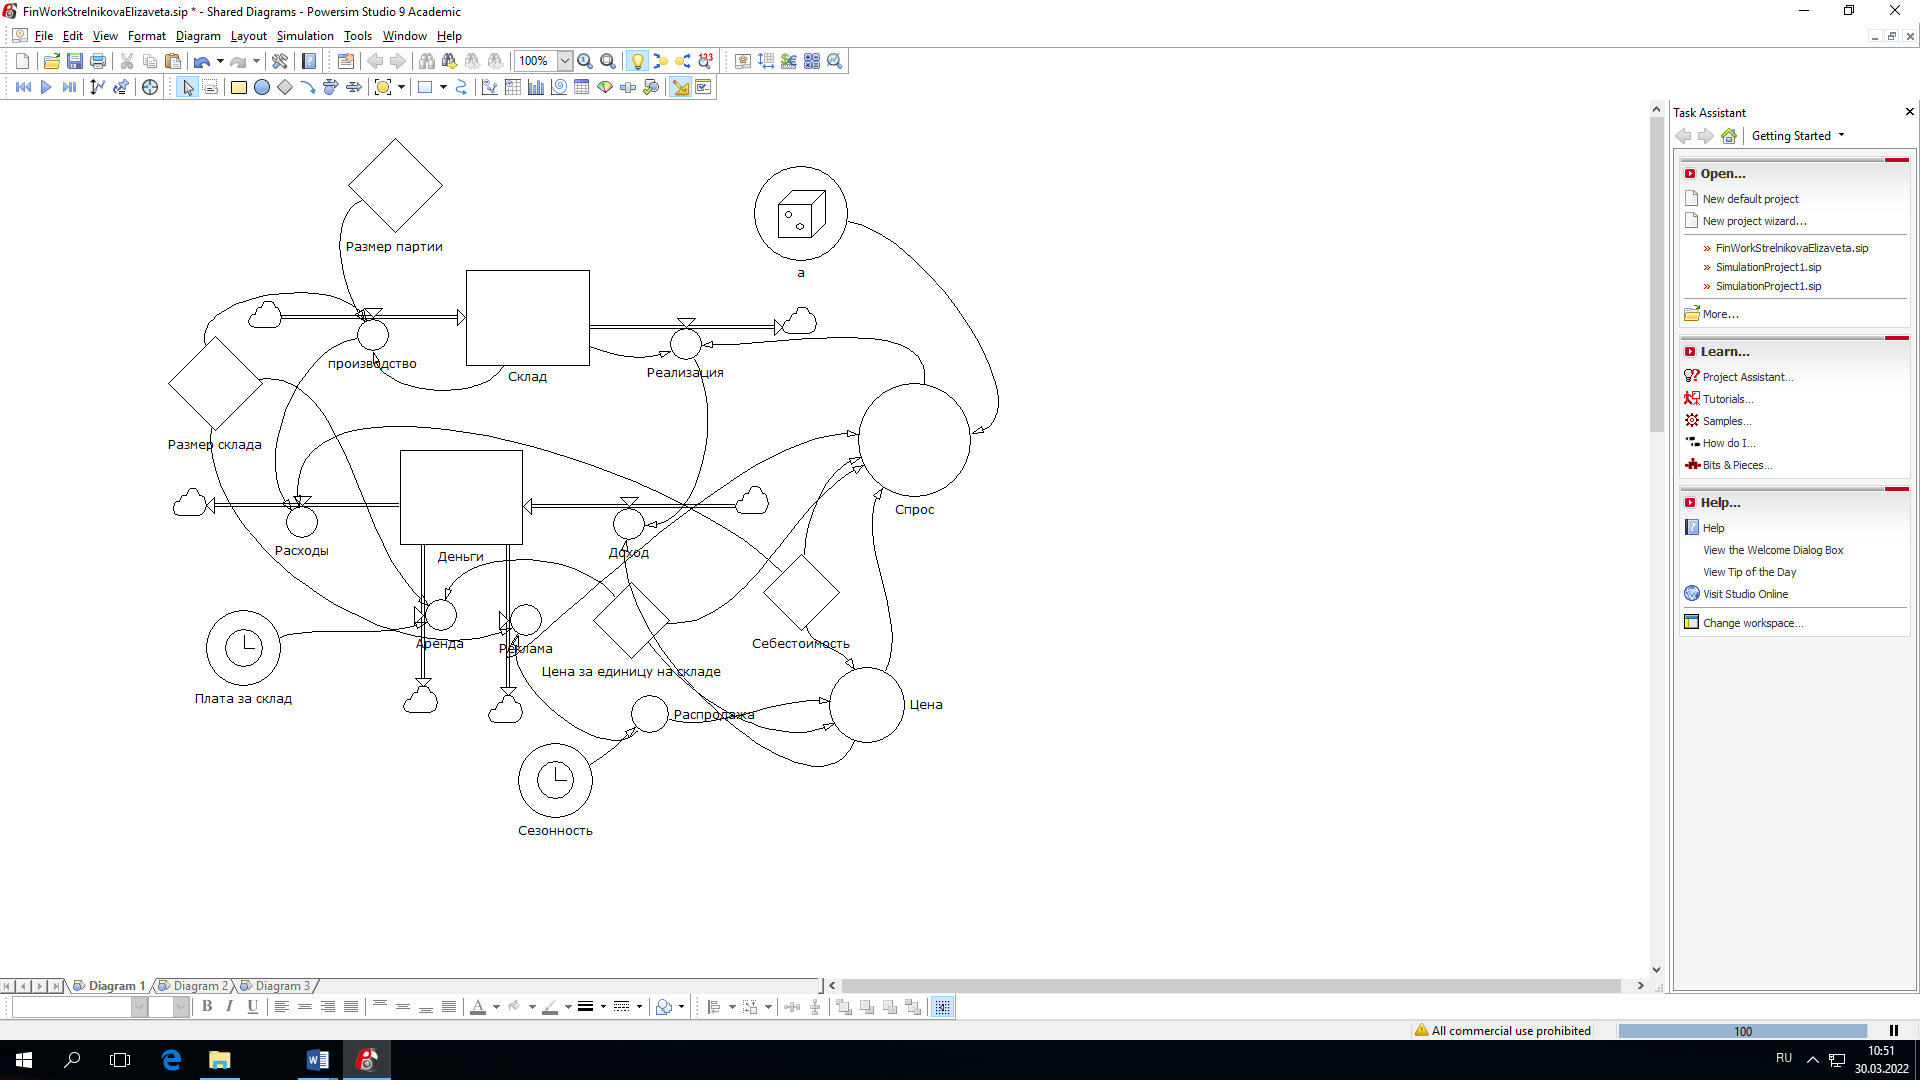 FinWorkStrelnikovaElizaveta.sip * - Shared Diagrams - Powersim Studio 9 Academic
File Edit View Format Diagram Layout Simulation Tools Window Help
100%
123
Task Assistant
Getting Started
Open...
New default project
New project wizard...
» FinWorkStrelnikovaElizaveta.sip
» SimulationProject1.sip
» SimulationProject1.sip
More...
Learn...
Project Assistant...
Tutorials...
Samples...
How do I...
Bits & Pieces...
Help...
Help
View the Welcome Dialog Box
View Tip of the Day
Visit Studio Online
Change workspace...
Размер партии
а
производство
Склад
Реализация
Размер склада
Спрос
Расходы
Деньги
Доход
Аренда
Реклама
Себестоимость
Цена за единицу на складе
Плата за склад
Распродажа
Цена
Сезонность
Diagram 1 Diagram 2 Diagram 3
B I U
A
All commercial use prohibited
100
RU
10:51
30.03.2022